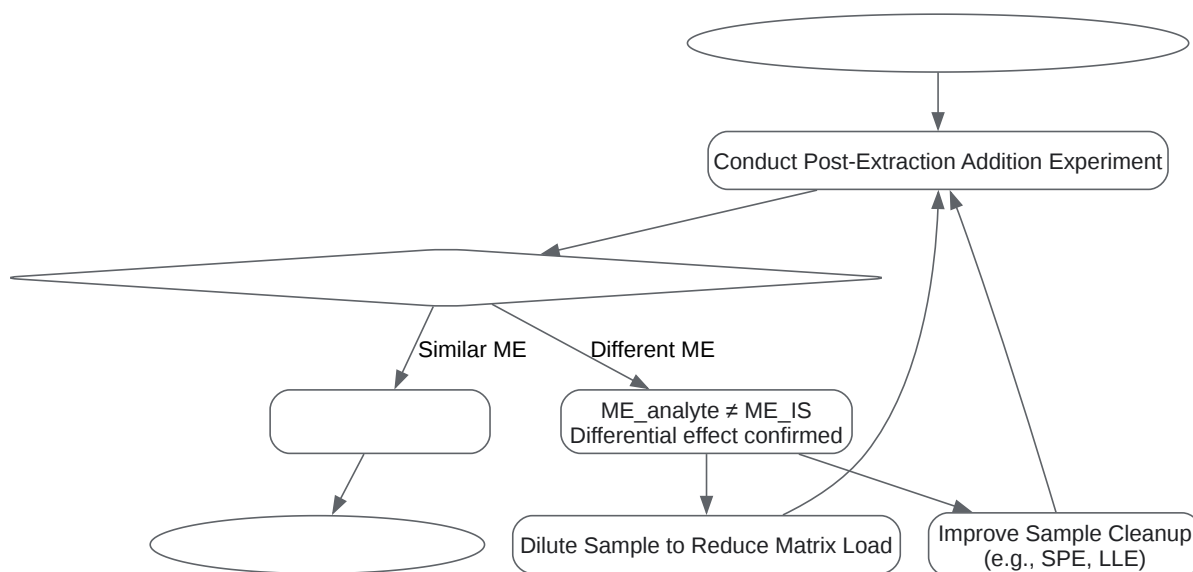 Conduct Post-Extraction Addition Experiment
Similar ME
Different ME
ME_analyte ≠ ME_IS
Differential effect confirmed
Dilute Sample to Reduce Matrix Load
Improve Sample Cleanup
(e.g., SPE, LLE)